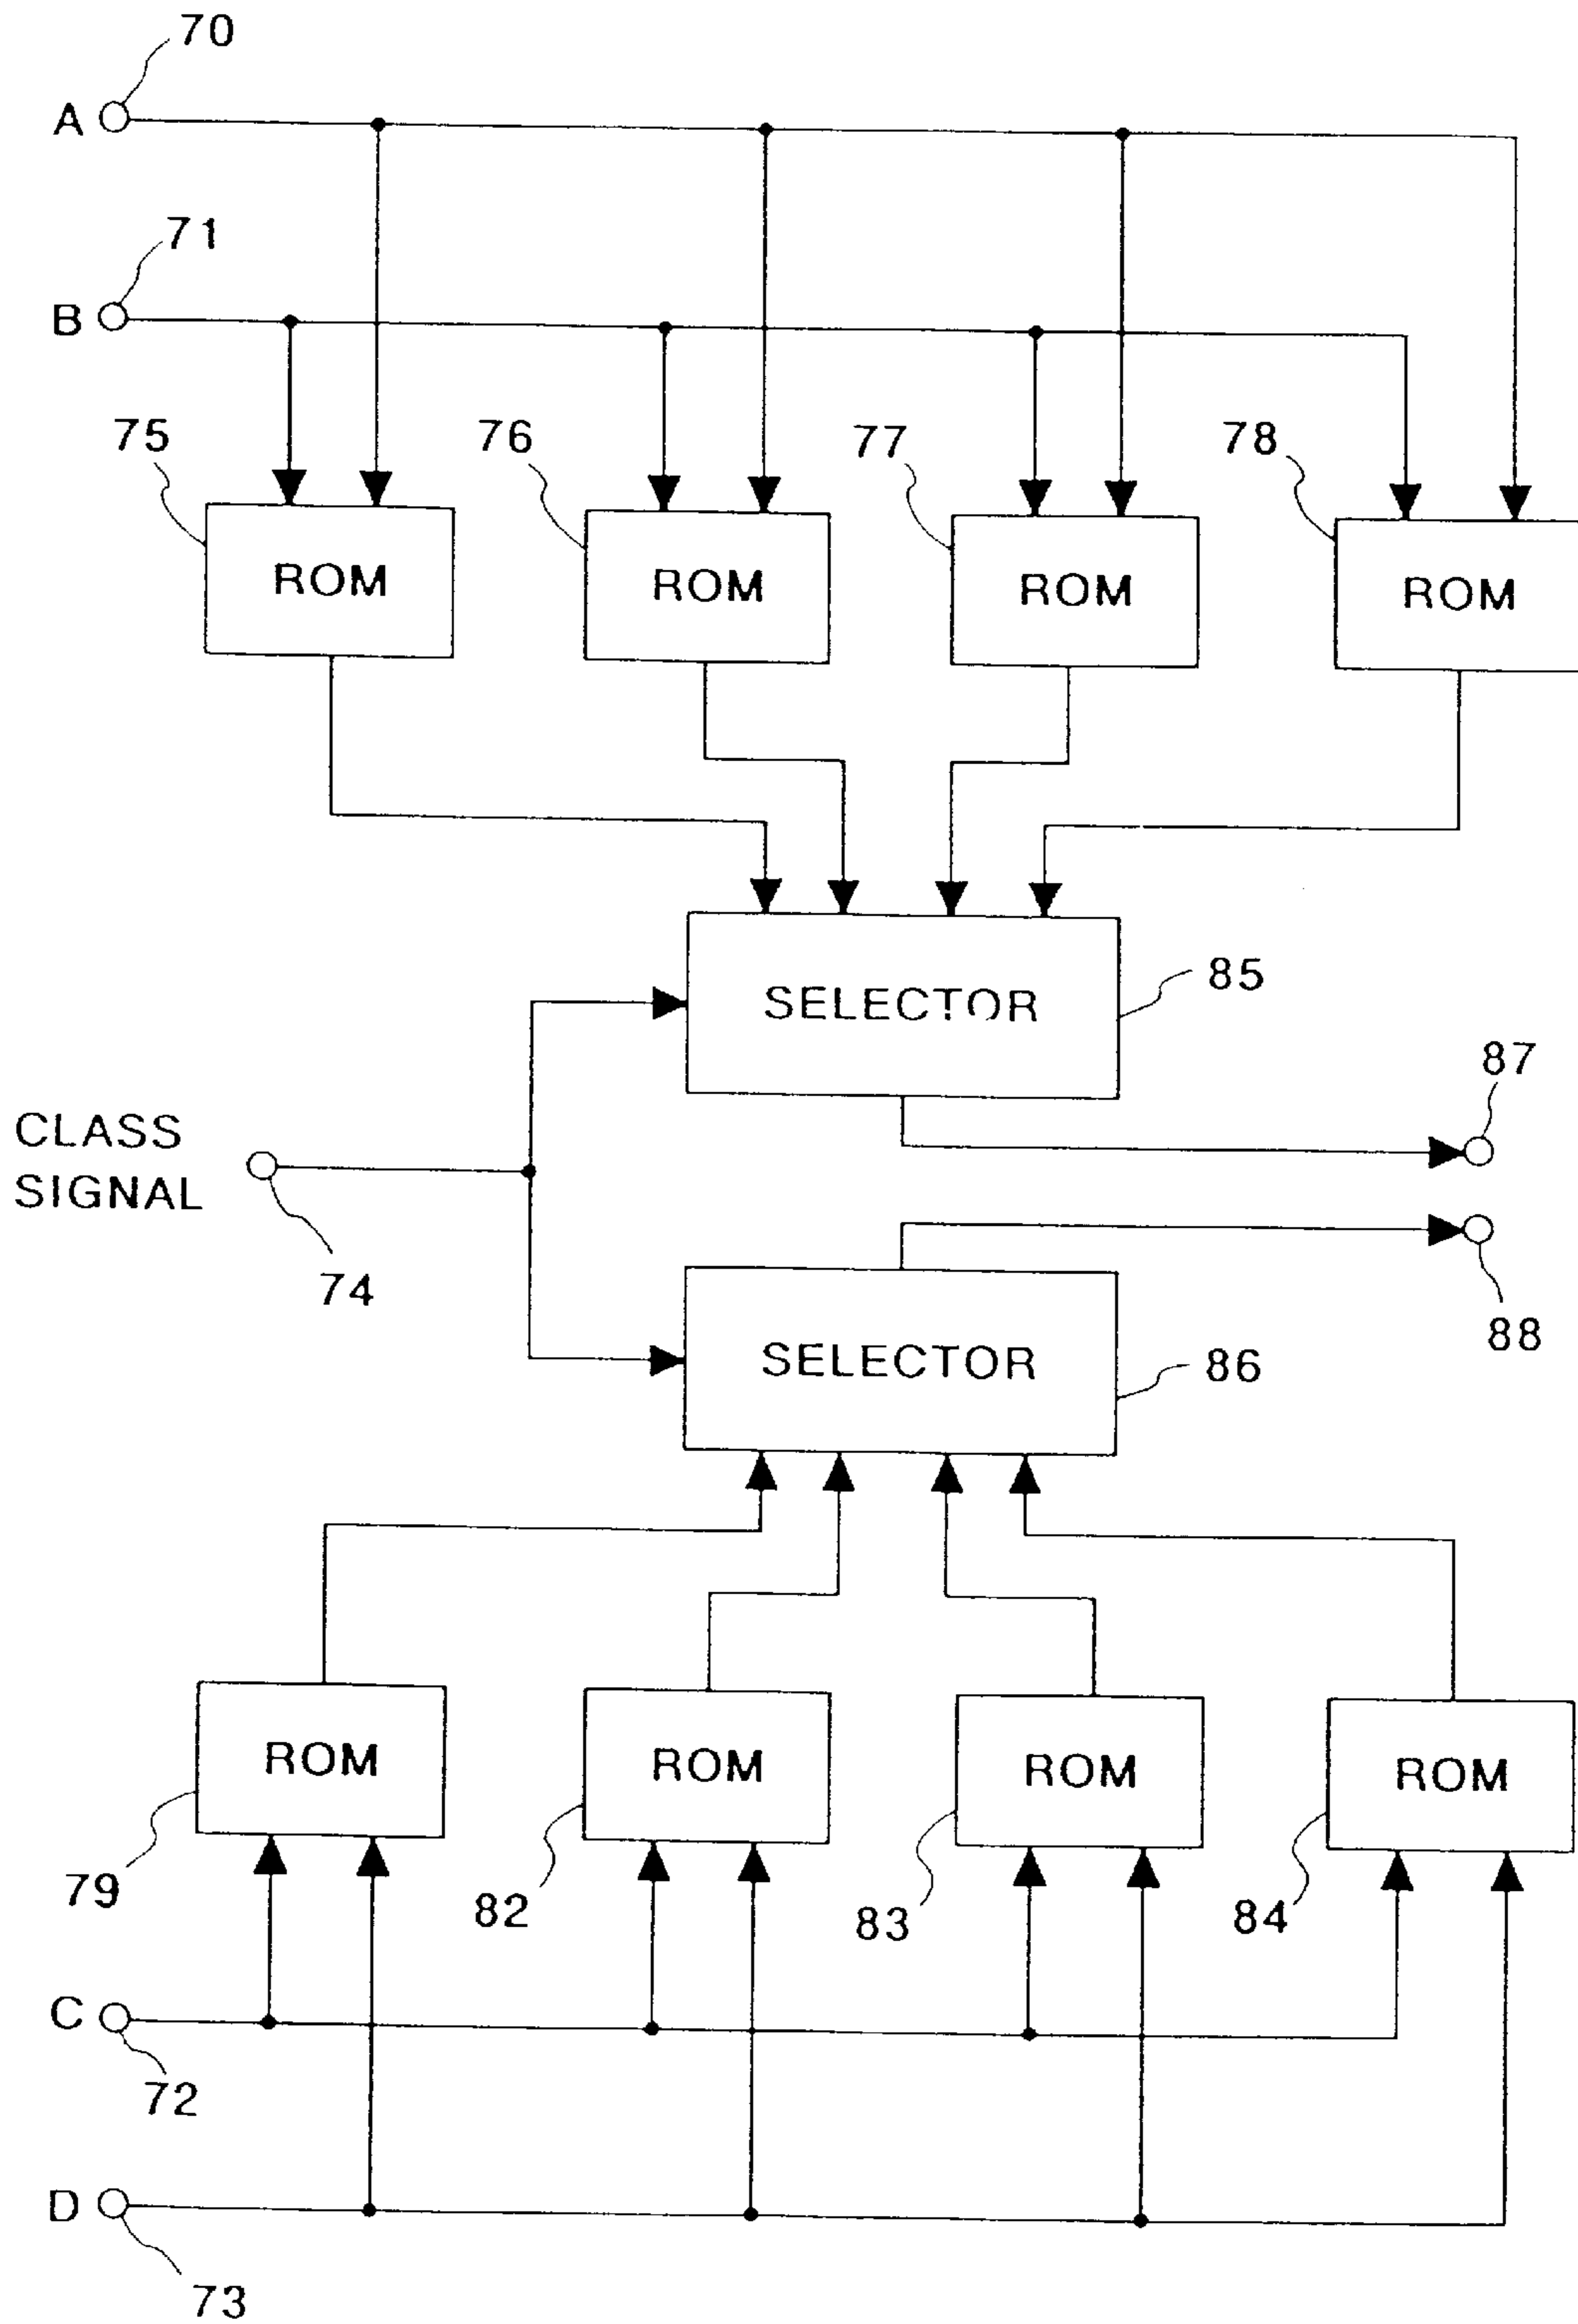 70
A
71
B
75
76
77
78
ROM
ROM
ROM
ROM
SELECTOR
85
87
CLASS
SIGNAL
74
88
SELECTOR
86
ROM
ROM
ROM
ROM
79
82
83
84
C
72
D
73